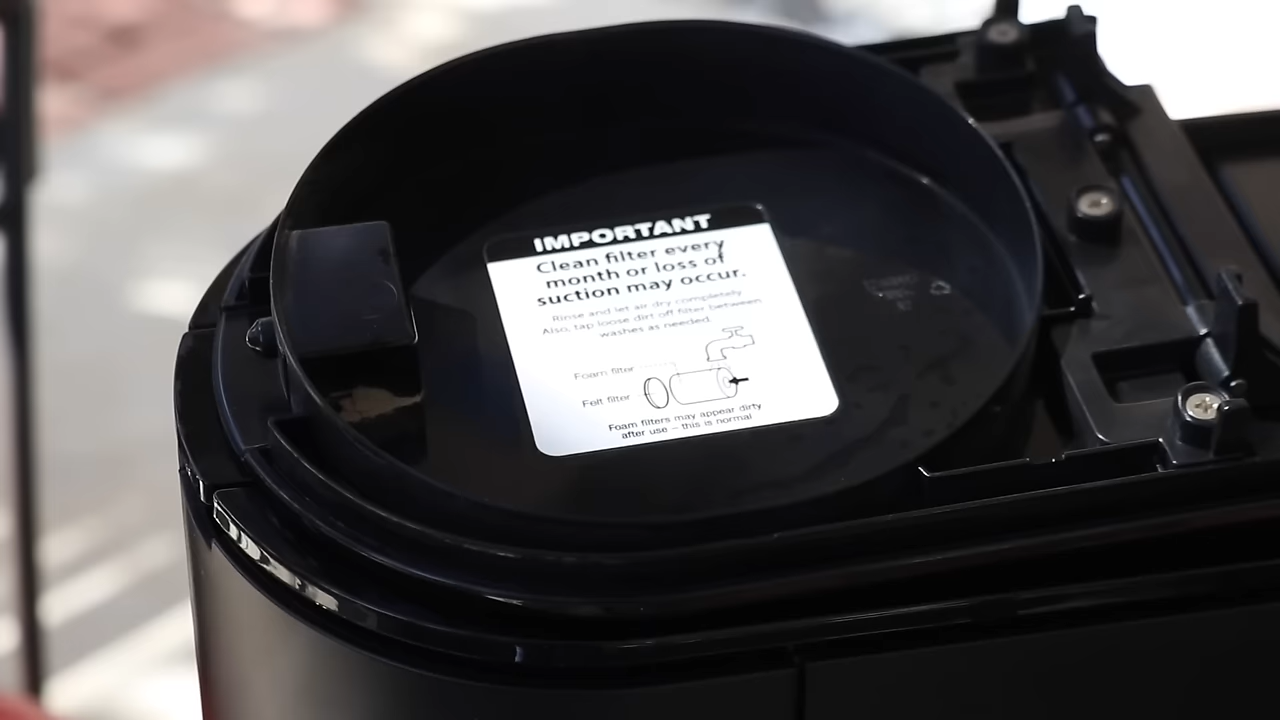 IMPORTANT
Clean filter every
month or loss of
suction may occur.
Rinse and let air dry completely
Also, tap loose dirt off filter between
washes as needed.
Foam filter
Felt filter
Foam filters may appear dirty
after use – this is normal